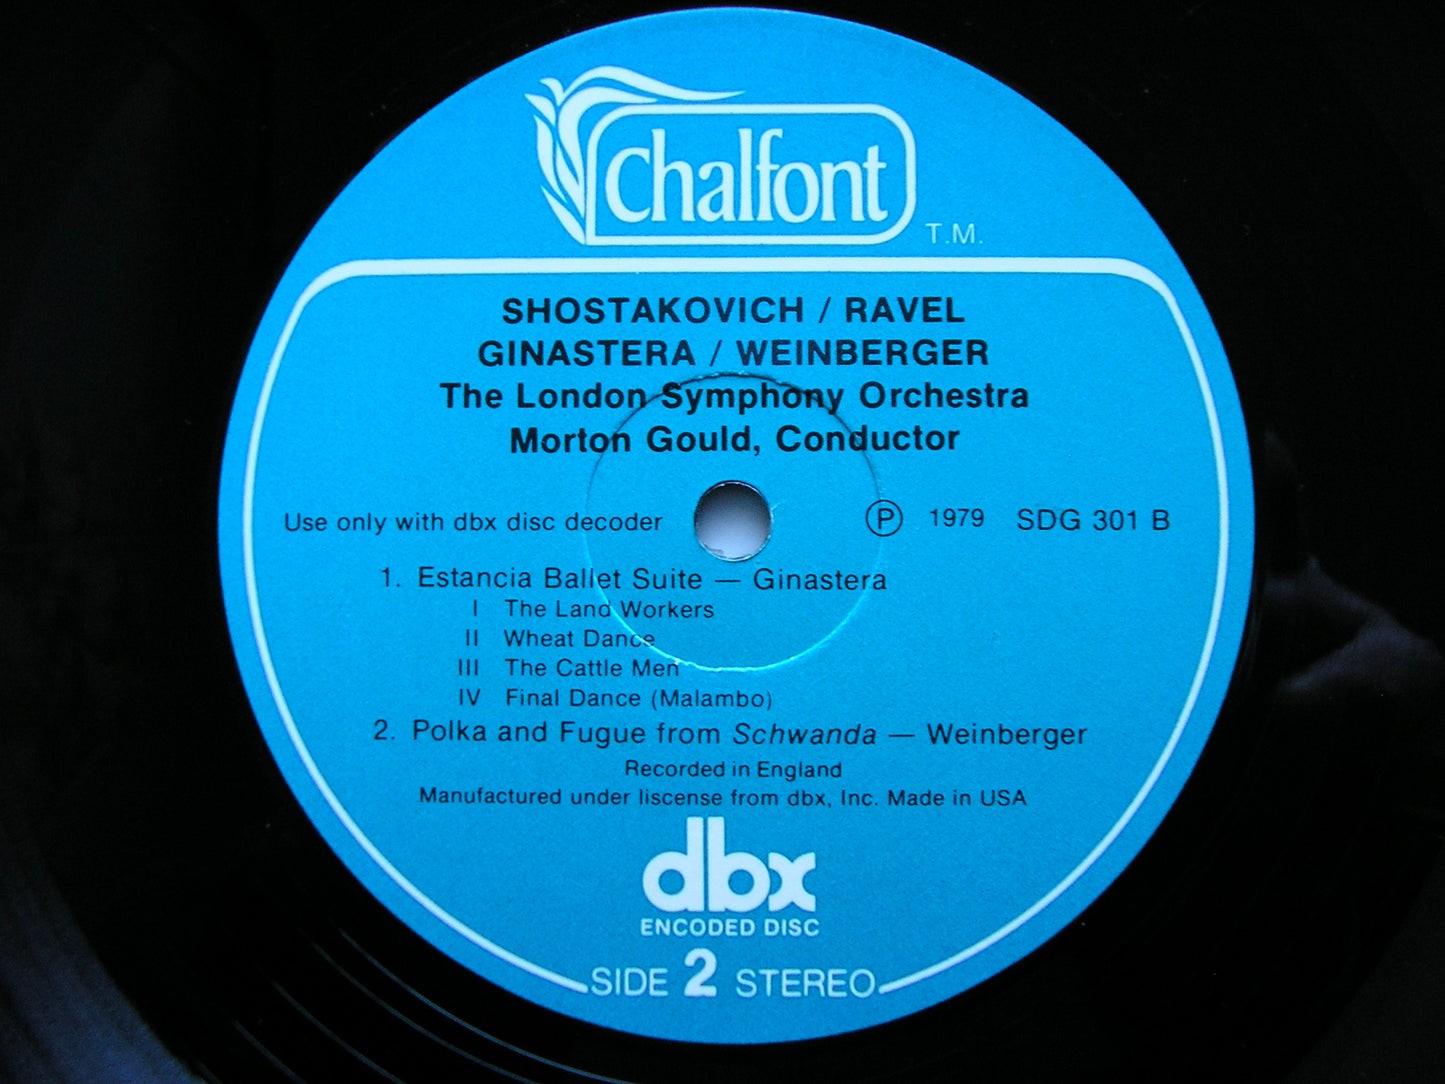 Chalfont
T.M.
SHOSTAKOVICH / RAVEL
GINASTERA / WEINBERGER
The London Symphony Orchestra
Morton Gould, Conductor
Use only with dbx disc decoder Ⓟ 1979 SDG 301 B
1. Estancia Ballet Suite — Ginastera
I The Land Workers
II Wheat Dance
III The Cattle Men
IV Final Dance (Malambo)
2. Polka and Fugue from Schwanda — Weinberger
Recorded in England
Manufactured under liscense from dbx, Inc. Made in USA
dbx
ENCODED DISC
SIDE 2 STEREO